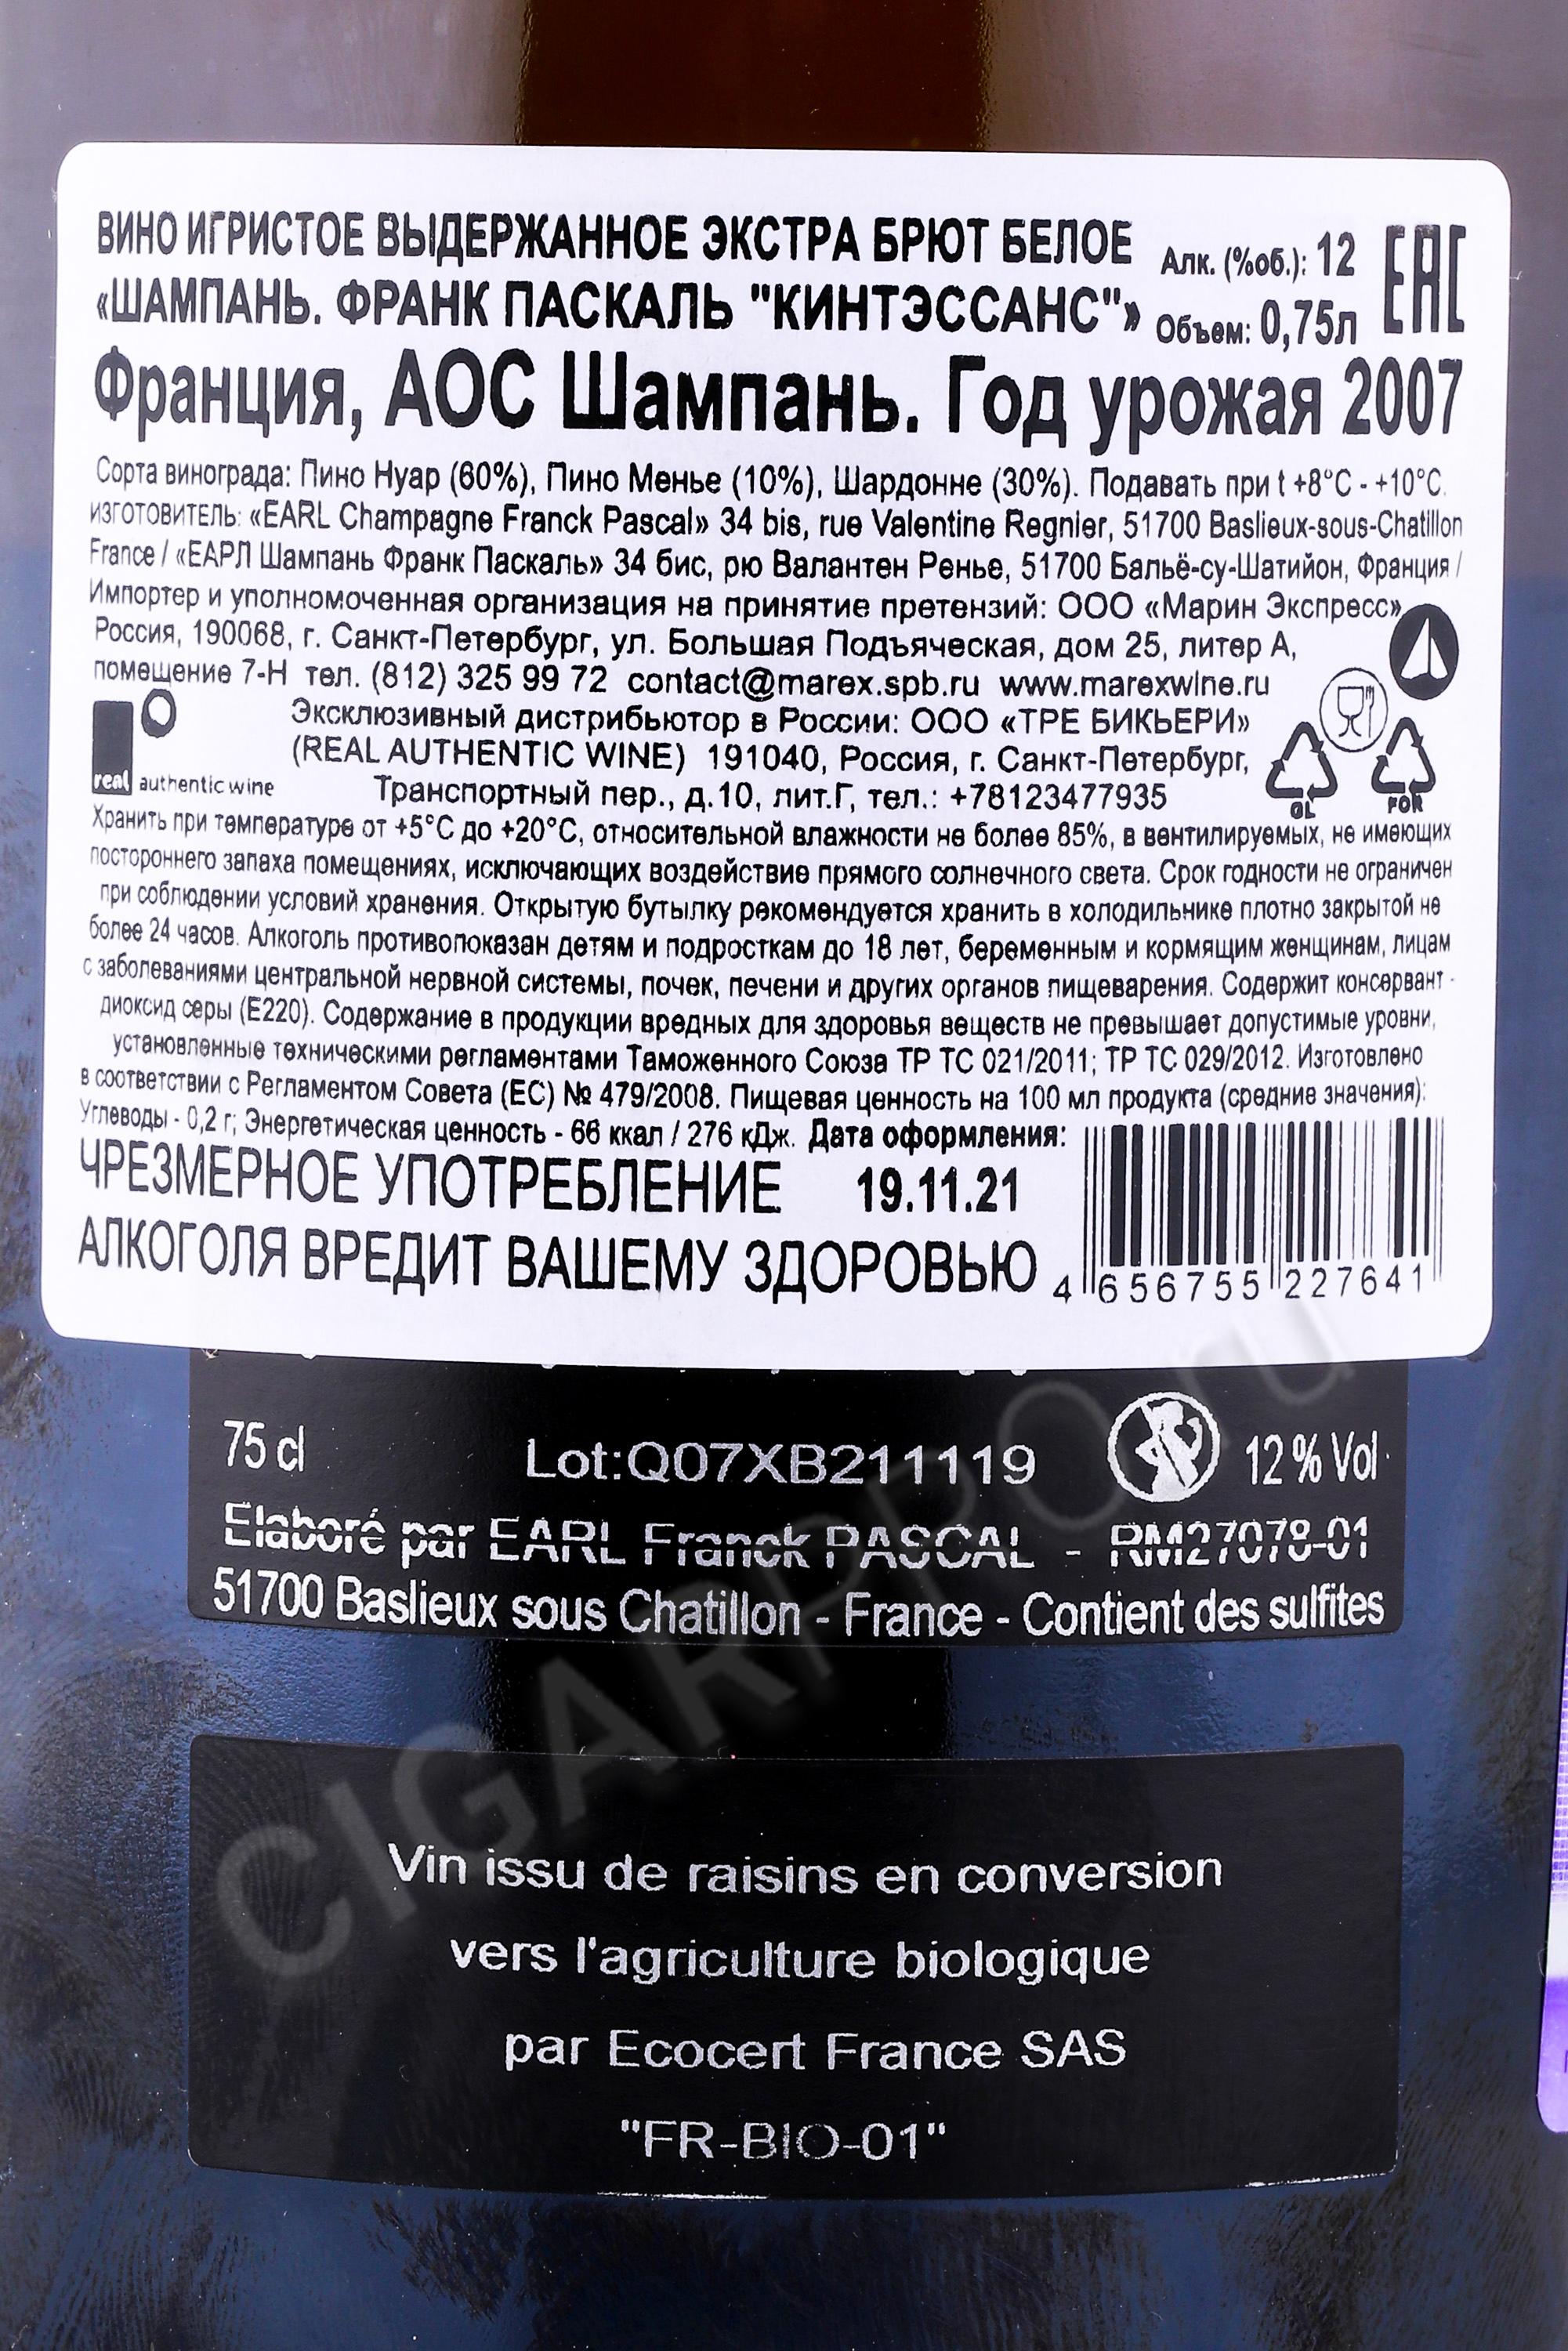 ВИНО ИГРИСТОЕ ВЫДЕРЖАННОЕ ЭКСТРА БРЮТ БЕЛОЕ
Алк. (%об.): 12
EAC
«ШАМПАНЬ. ФРАНК ПАСКАЛЬ "КИНТЭССАНС"»
Объем: 0,75л
Франция, АОС Шампань. Год урожая 2007
Сорта винограда: Пино Нуар (60%), Пино Менье (10%), Шардонне (30%). Подавать при t +8°C - +10°C.
изготовитель: «EARL Champagne Franck Pascal» 34 bis, rue Valentine Regnier, 51700 Baslieux-sous-Chatillon
France / «ЕАРЛ Шампань Франк Паскаль» 34 бис, рю Валантен Ренье, 51700 Бальё-су-Шатийон, Франция /
Импортер и уполномоченная организация на принятие претензий: ООО «Марин Экспресс»
Россия, 190068, г. Санкт-Петербург, ул. Большая Подъяческая, дом 25, литер А,
помещение 7-Н тел. (812) 325 99 72 contact@marex.spb.ru www.marexwine.ru
Эксклюзивный дистрибьютор в России: ООО «ТРЕ БИКЬЕРИ»
(REAL AUTHENTIC WINE) 191040, Россия, г. Санкт-Петербург,
real authentic wine
Транспортный пер., д.10, лит.Г, тел.: +78123477935
GL
FOR
Хранить при температуре от +5°C до +20°C, относительной влажности не более 85%, в вентилируемых, не имеющих
постороннего запаха помещениях, исключающих воздействие прямого солнечного света. Срок годности не ограничен
при соблюдении условий хранения. Открытую бутылку рекомендуется хранить в холодильнике плотно закрытой не
более 24 часов. Алкоголь противопоказан детям и подросткам до 18 лет, беременным и кормящим женщинам, лицам
с заболеваниями центральной нервной системы, почек, печени и других органов пищеварения. Содержит консервант -
диоксид серы (Е220). Содержание в продукции вредных для здоровья веществ не превышает допустимые уровни,
установленные техническими регламентами Таможенного Союза ТР ТС 021/2011; ТР ТС 029/2012. Изготовлено
в соответствии с Регламентом Совета (ЕС) № 479/2008. Пищевая ценность на 100 мл продукта (средние значения):
Углеводы - 0,2 г; Энергетическая ценность - 66 ккал / 276 кДж. Дата оформления:
ЧРЕЗМЕРНОЕ УПОТРЕБЛЕНИЕ 19.11.21
АЛКОГОЛЯ ВРЕДИТ ВАШЕМУ ЗДОРОВЬЮ
4 656755 227641
75 cl Lot:Q07XB211119 12 % Vol
Elaboré par EARL Franck PASCAL - RM27078-01
51700 Baslieux sous Chatillon - France - Contient des sulfites
CIGARPRO.ru
Vin issu de raisins en conversion
vers l'agriculture biologique
par Ecocert France SAS
"FR-BIO-01"